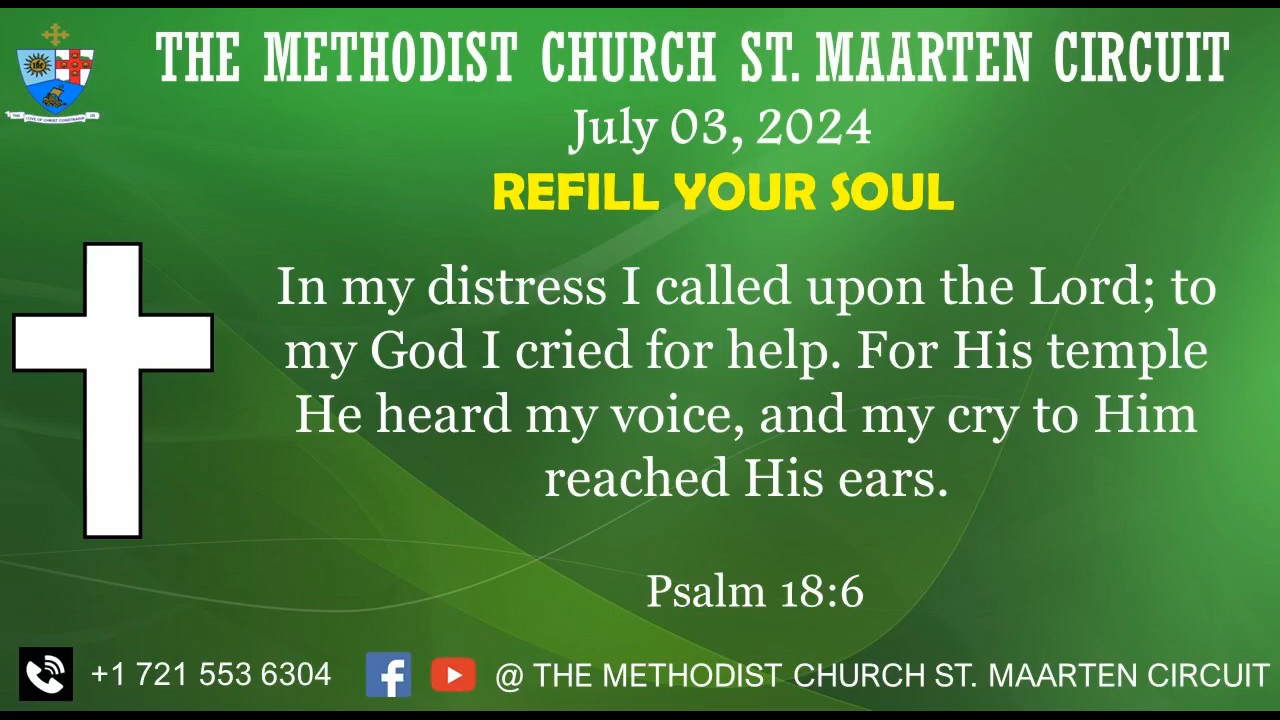 THE METHODIST CHURCH ST. MAARTEN CIRCUIT
July 03, 2024
REFILL YOUR SOUL
In my distress I called upon the Lord; to
my God I cried for help. For His temple
He heard my voice, and my cry to Him
reached His ears.
Psalm 18:6
+1 721 553 6304
@ THE METHODIST CHURCH ST. MAARTEN CIRCUIT